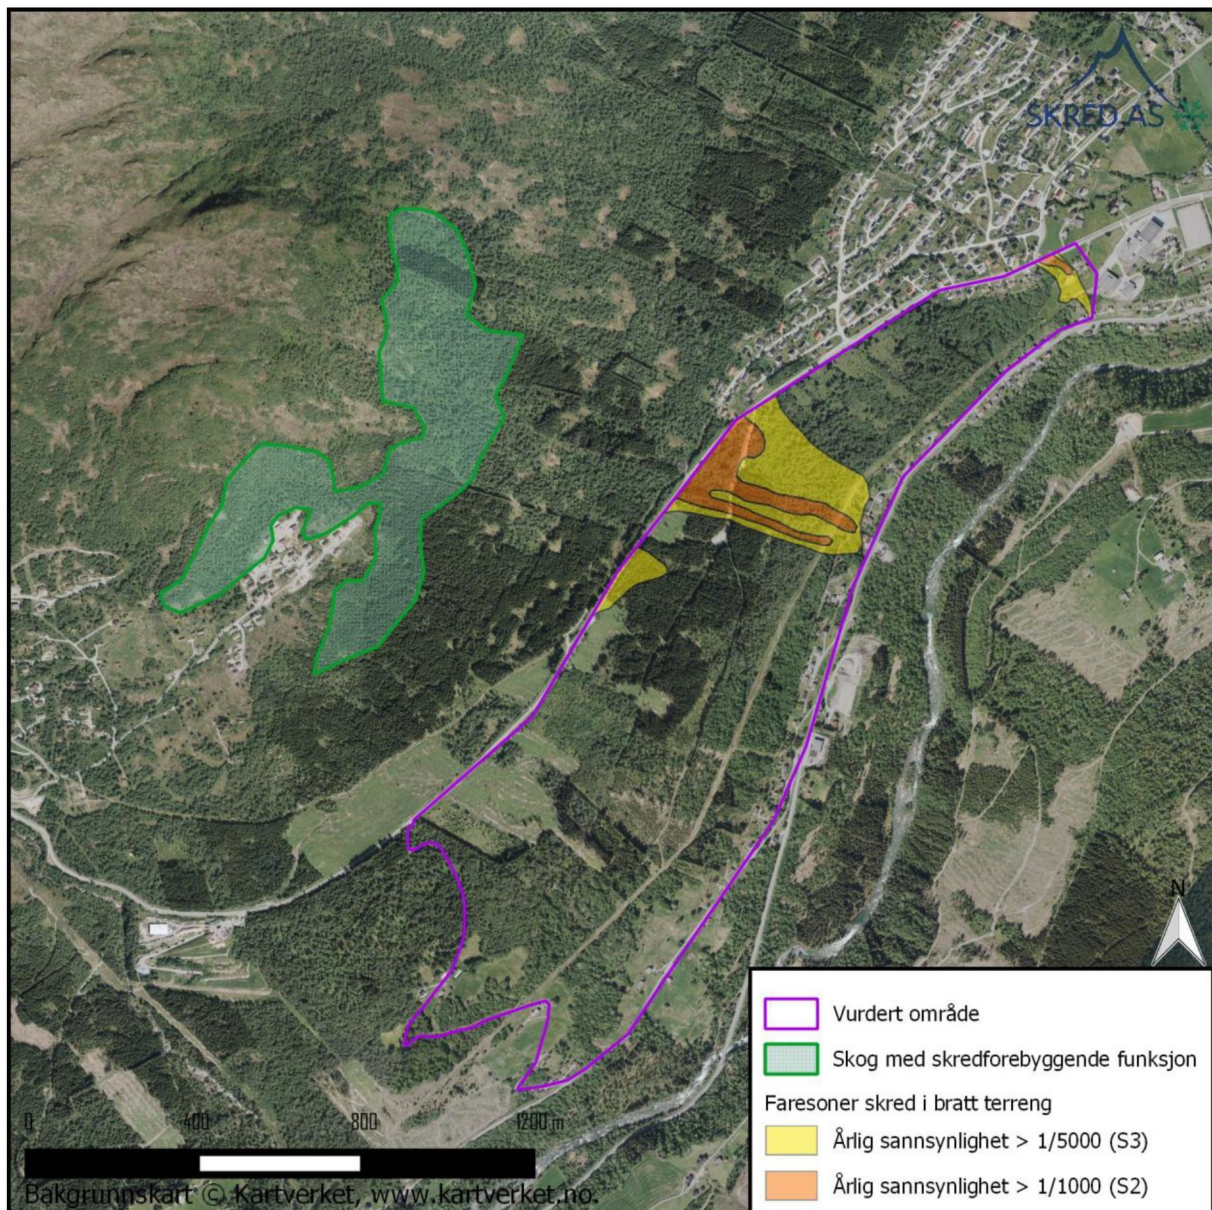 SKRED AS
N
Vurdert område
Skog med skredforebyggende funksjon
Faresoner skred i bratt terreng
Årlig sannsynlighet > 1/5000 (S3)
Årlig sannsynlighet > 1/1000 (S2)
0 400 800 1200 m
Bakgrunnskart © Kartverket, www.kartverket.no.